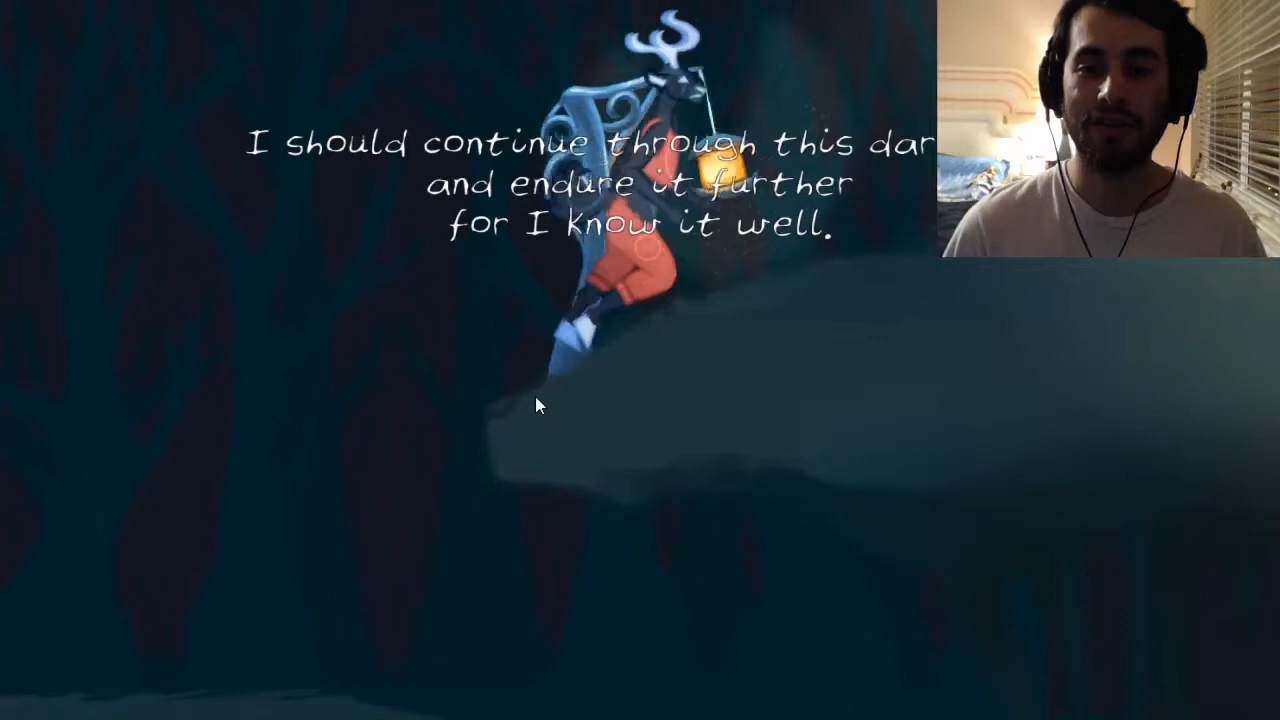 I should continue through this dar
and endure it further
for I know it well.